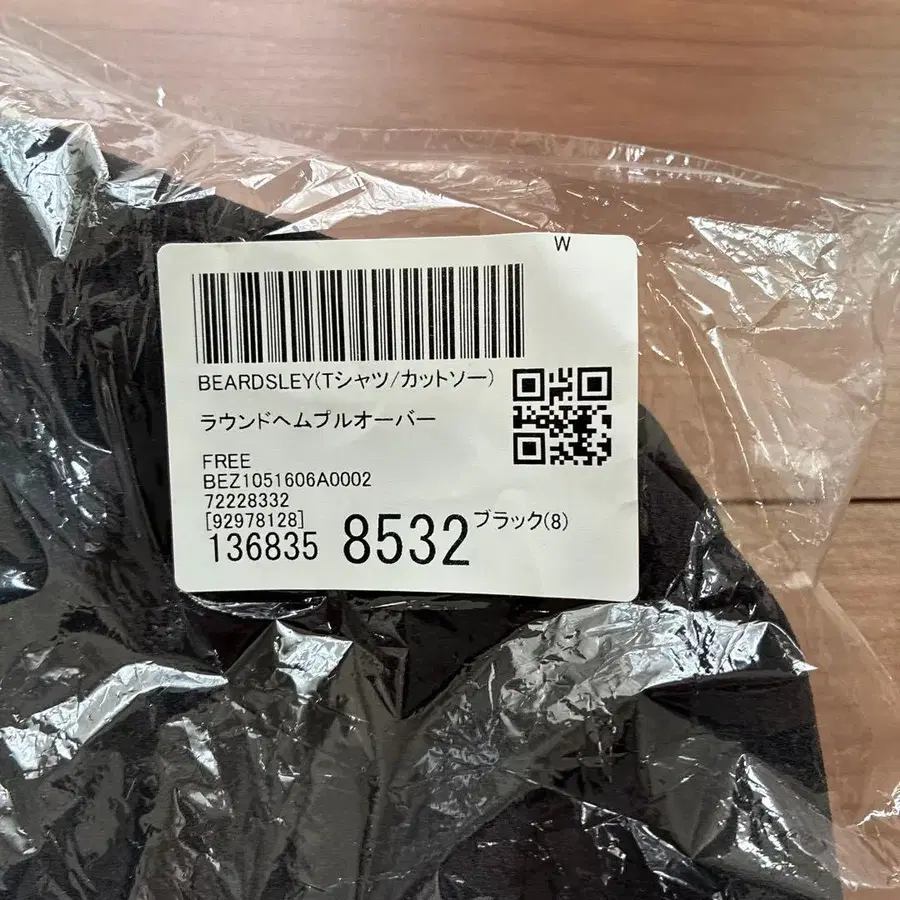 W
BEARDSLEY(Tシャツ/カットソー)
ラウンドヘムプルオーバー
FREE
BEZ1051606A0002
72228332
[92978128]
136835 8532 ブラック(8)